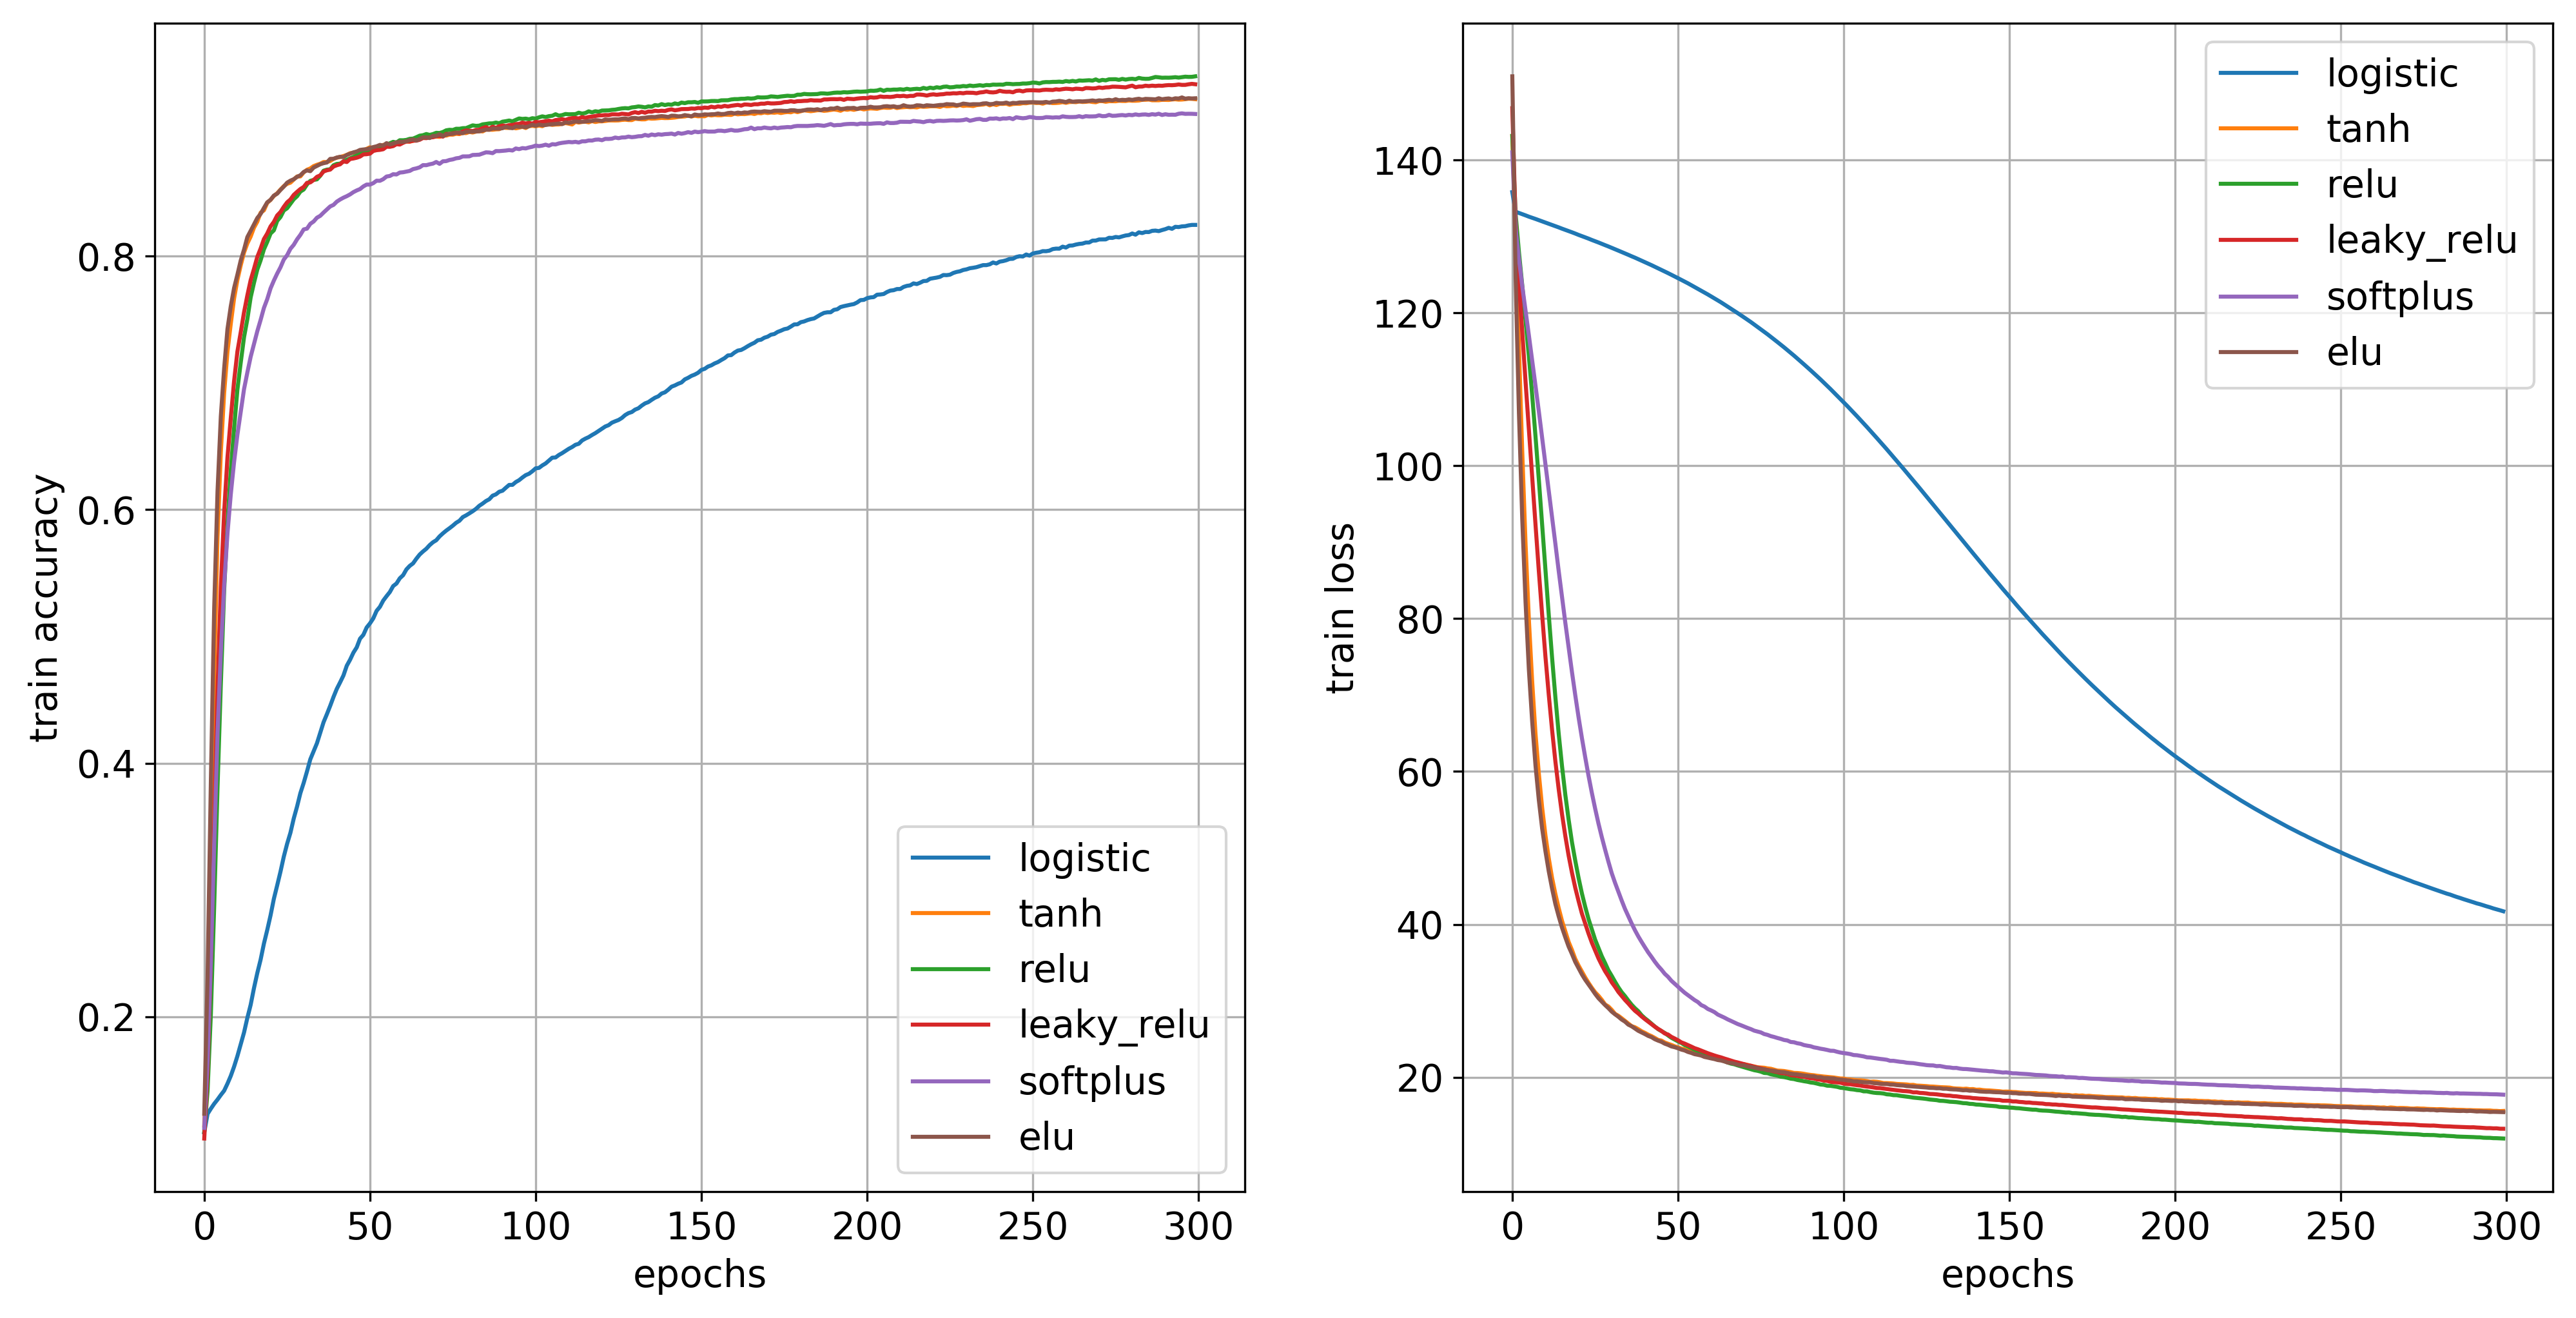 train accuracy
0.8
0.6
0.4
0.2
logistic
tanh
relu
leaky_relu
softplus
elu
0 50 100 150 200 250 300
epochs
train loss
140
120
100
80
60
40
20
logistic
tanh
relu
leaky_relu
softplus
elu
0 50 100 150 200 250 300
epochs